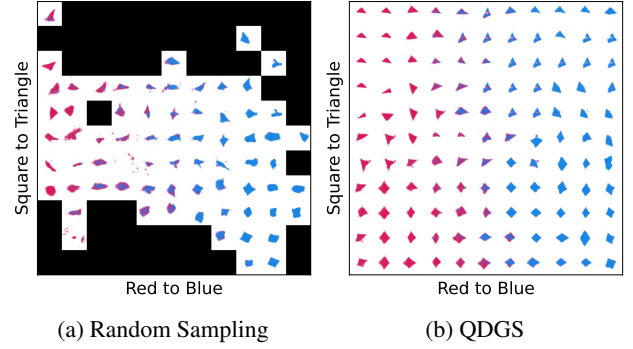 Square to Triangle
Red to Blue
(a) Random Sampling
Square to Triangle
Red to Blue
(b) QDGS